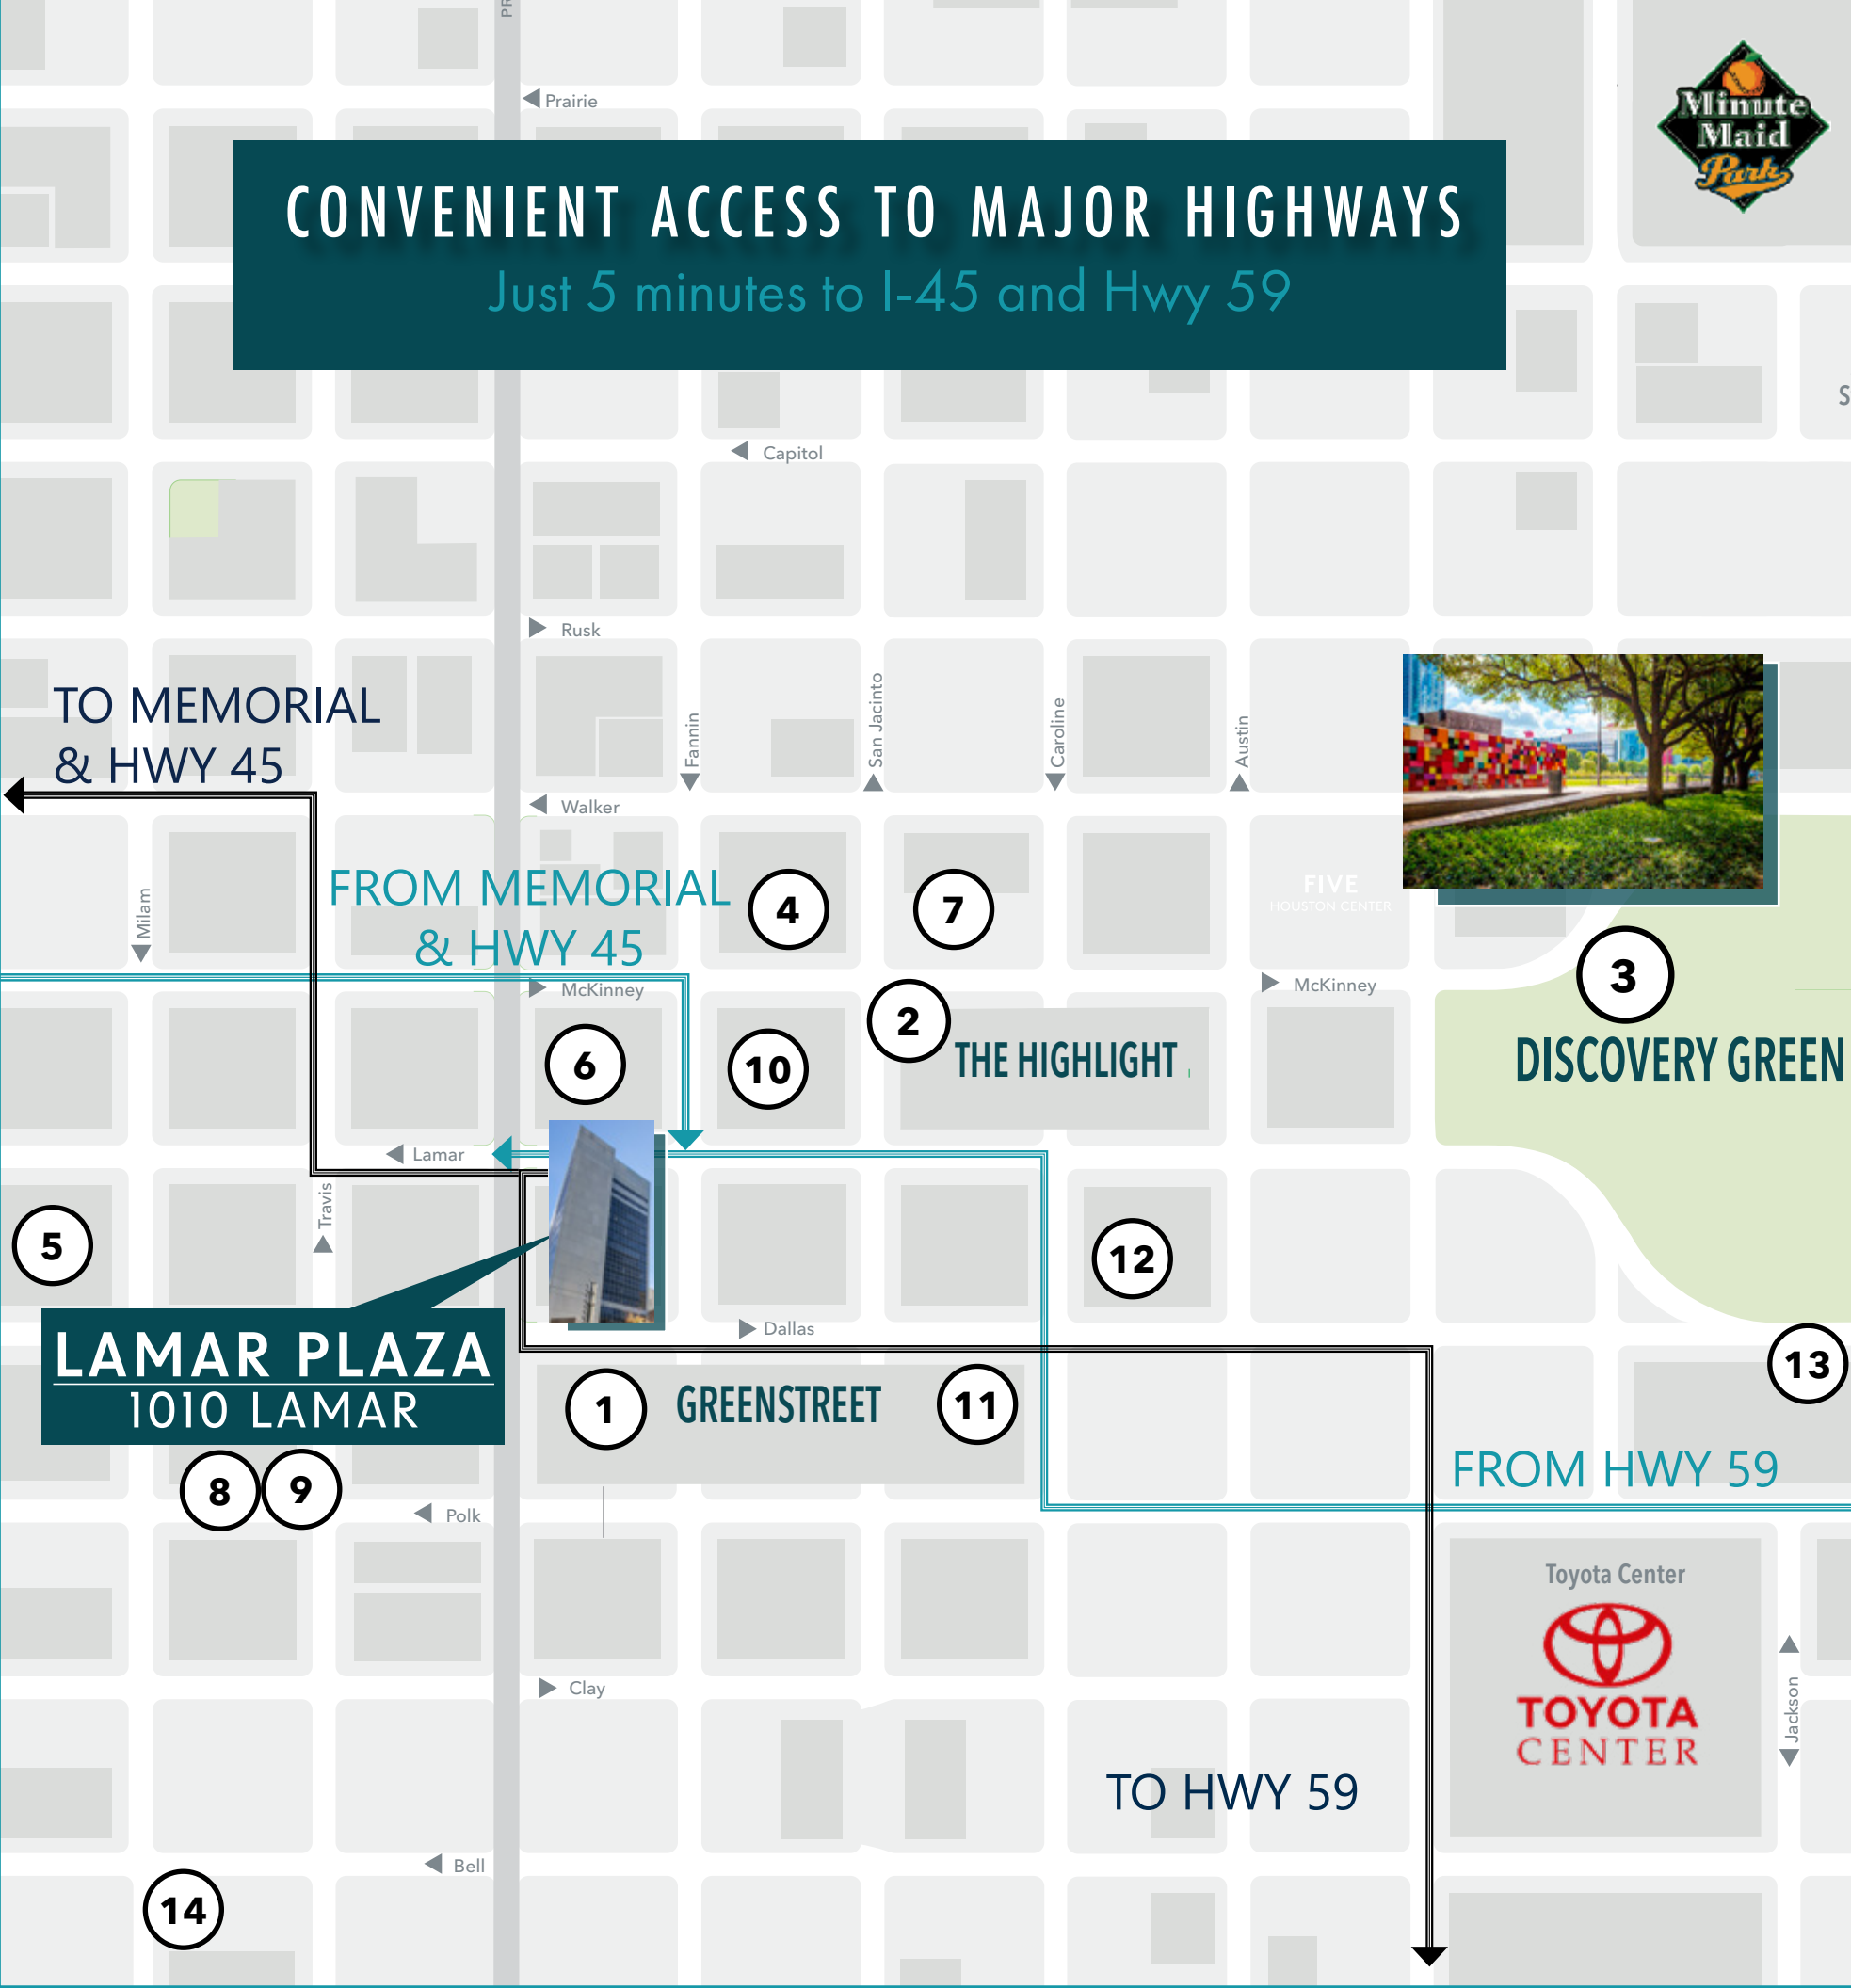 PR
Prairie
Minute
Maid
Park
CONVENIENT ACCESS TO MAJOR HIGHWAYS
Just 5 minutes to I-45 and Hwy 59
S
Capitol
Rusk
TO MEMORIAL
& HWY 45
Fannin
San Jacinto
Caroline
Austin
Walker
FROM MEMORIAL
& HWY 45
Milam
4
7
FIVE
HOUSTON CENTER
3
McKinney
McKinney
2
THE HIGHLIGHT
DISCOVERY GREEN
6
10
Lamar
Travis
5
12
Dallas
LAMAR PLAZA
1010 LAMAR
13
1
GREENSTREET
11
8
9
FROM HWY 59
Polk
Toyota Center
TOYOTA
CENTER
Clay
Jackson
TO HWY 59
Bell
14